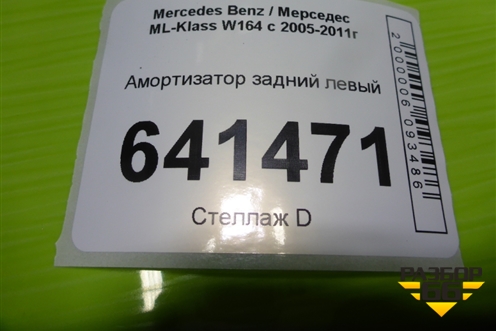 Mercedes Benz / Мерседес
ML-Klass W164 с 2005-2011г
Амортизатор задний левый
641471
Стеллаж D
2000006093486
РАЗБОР